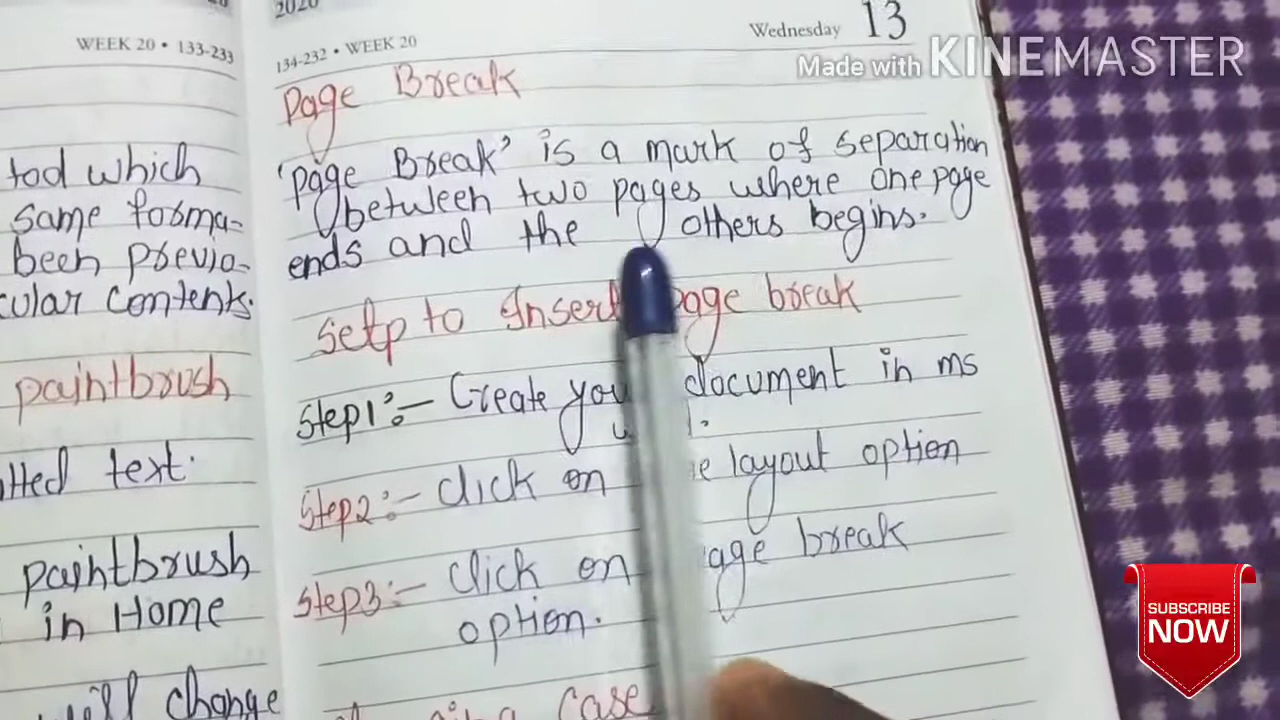 WEEK 20 • 133-233
tod which
same forma-
been previo-
cular contents.
paintbrush
text.
paintbrush
in Home
will change
2020
134-232 • WEEK 20
Wednesday 13
Made with KINEMASTER
Page Break
'Page Break' is a mark of separation
between two pages where one page
ends and the others begins.
Setp to Insert page break
Step1:- Create you document in ms
Step2:- Click on layout option
Step3:- Click on break
option.
case
SUBSCRIBE
NOW